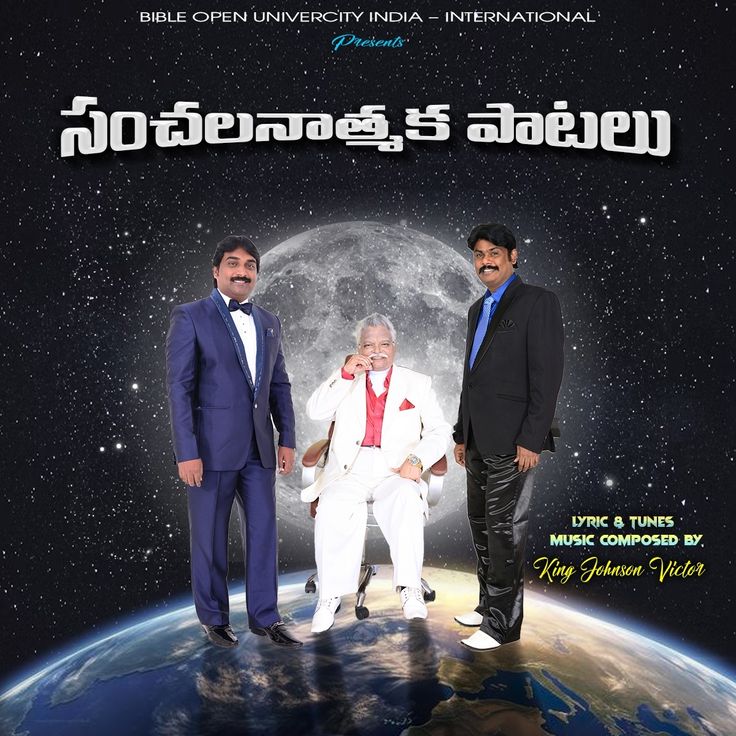 BIBLE OPEN UNIVERCITY INDIA – INTERNATIONAL
Presents
సంచలనాత్మక పాటలు
LYRIC & TUNES
MUSIC COMPOSED BY
King Johnson Victor